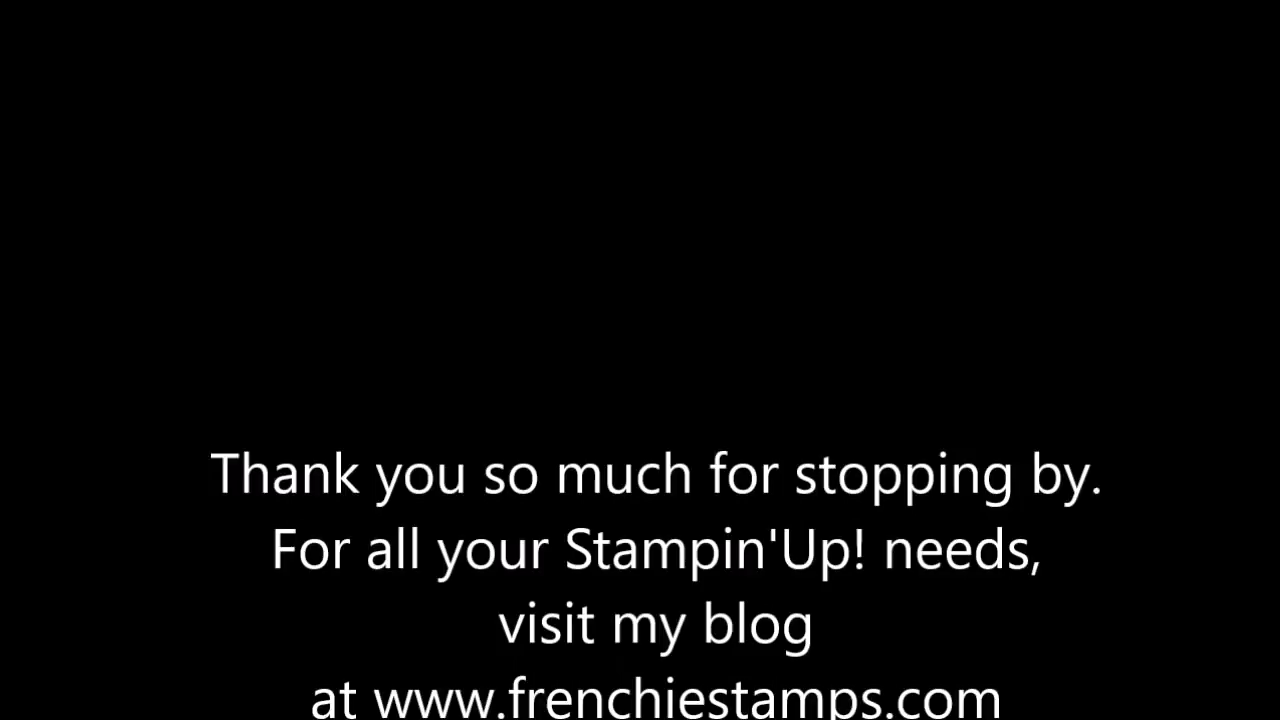 Thank you so much for stopping by.
For all your Stampin'Up! needs,
visit my blog
at www.frenchiestamps.com